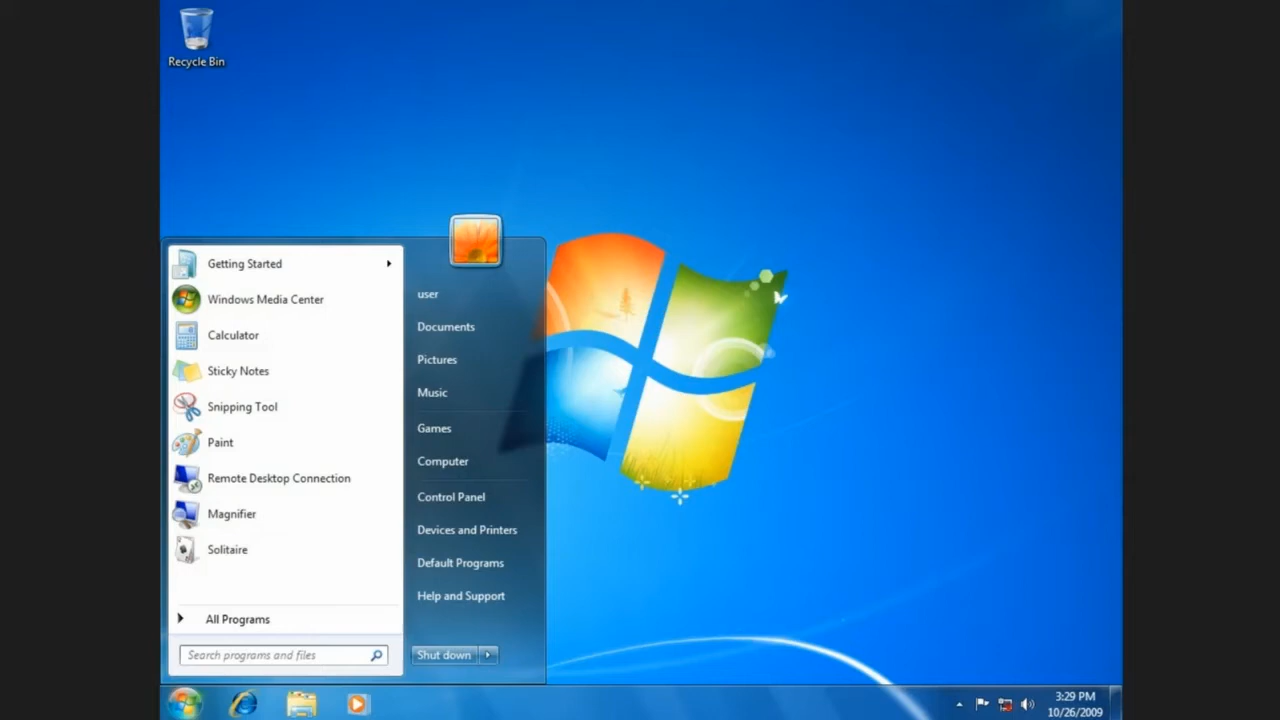 Recycle Bin
Getting Started
Windows Media Center
Calculator
Sticky Notes
Snipping Tool
Paint
Remote Desktop Connection
Magnifier
Solitaire
All Programs
Search programs and files
user
Documents
Pictures
Music
Games
Computer
Control Panel
Devices and Printers
Default Programs
Help and Support
Shut down
3:29 PM
10/26/2009